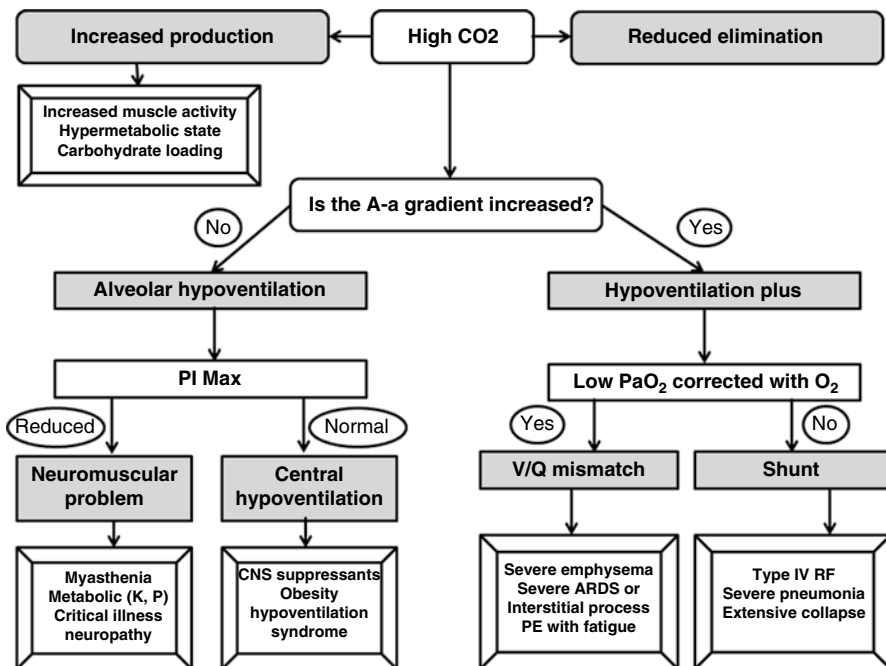 Increased production
High CO2
Reduced elimination
Increased muscle activity
Hypermetabolic state
Carbohydrate loading
Is the A-a gradient increased?
No
Yes
Alveolar hypoventilation
Hypoventilation plus
PI Max
Low PaO₂ corrected with O₂
Reduced
Normal
Yes
No
Neuromuscular
problem
Central
hypoventilation
V/Q mismatch
Shunt
Myasthenia
Metabolic (K, P)
Critical illness
neuropathy
CNS suppressants
Obesity
hypoventilation
syndrome
Severe emphysema
Severe ARDS or
Interstitial process
PE with fatigue
Type IV RF
Severe pneumonia
Extensive collapse